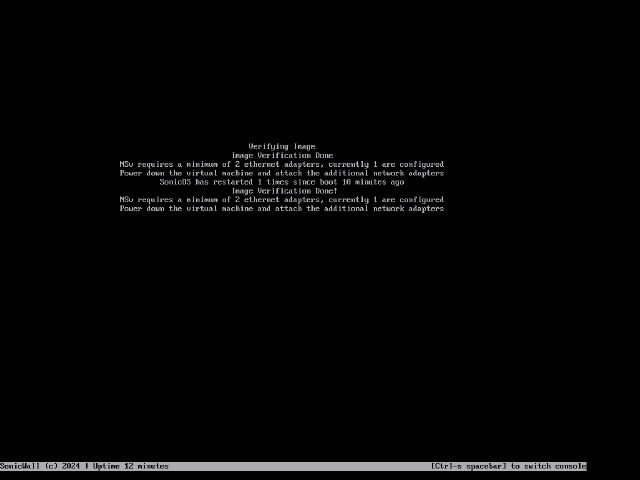 Verifying Image
Image Verification Done
NSv requires a minimum of 2 ethernet adapters, currently 1 are configured
Power down the virtual machine and attach the additional network adapters
SonicOS has restarted 1 times since boot 10 minutes ago
Image Verification Done!
NSv requires a minimum of 2 ethernet adapters, currently 1 are configured
Power down the virtual machine and attach the additional network adapters
SonicWall (c) 2024 | Uptime 12 minutes [Ctrl-s spacebar] to switch console